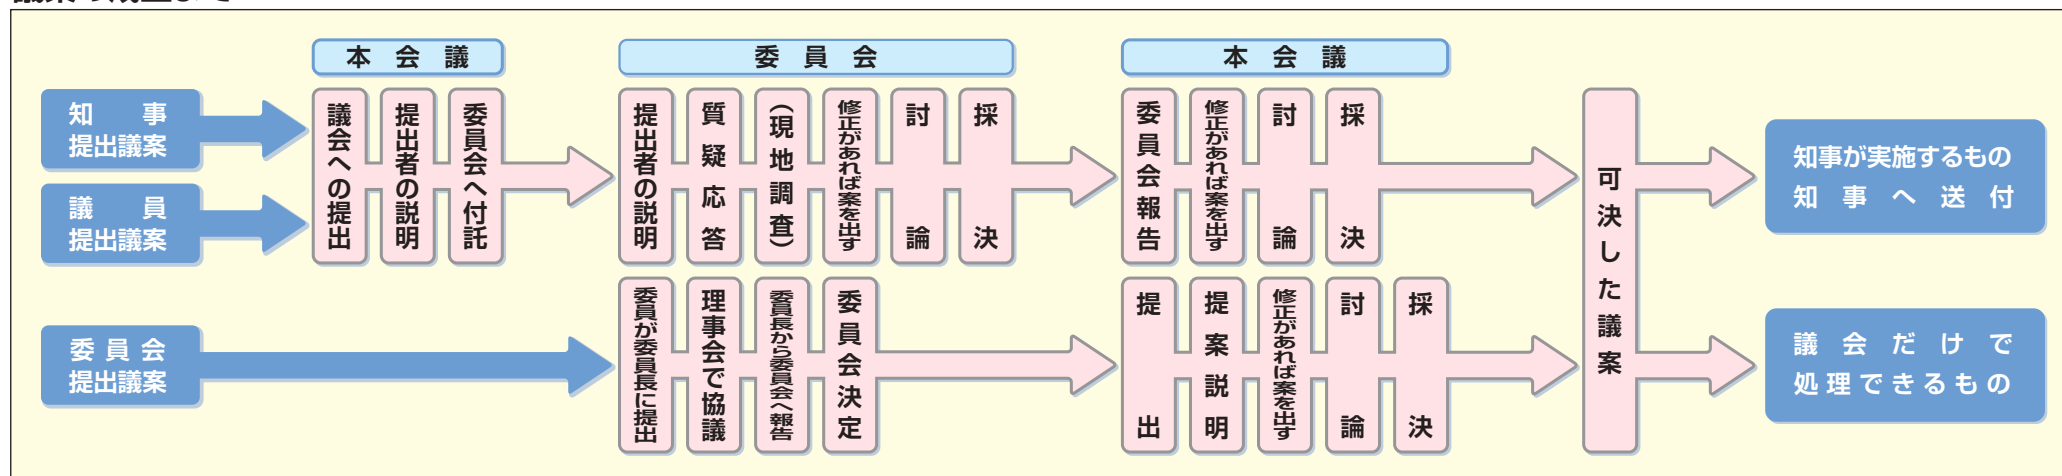 本会議
委員会
本会議
知事
提出議案
議員
提出議案
議会への提出
提出者の説明
委員会へ付託
提出者の説明
質疑応答
(現地調査)
修正があれば案を出す
討論
採決
委員会報告
修正があれば案を出す
討論
採決
委員会
提出議案
委員が委員長に提出
理事会で協議
委員長から委員会へ報告
委員会決定
提出
提案説明
修正があれば案を出す
討論
採決
可決した議案
知事が実施するもの
知事へ送付
議会だけで
処理できるもの